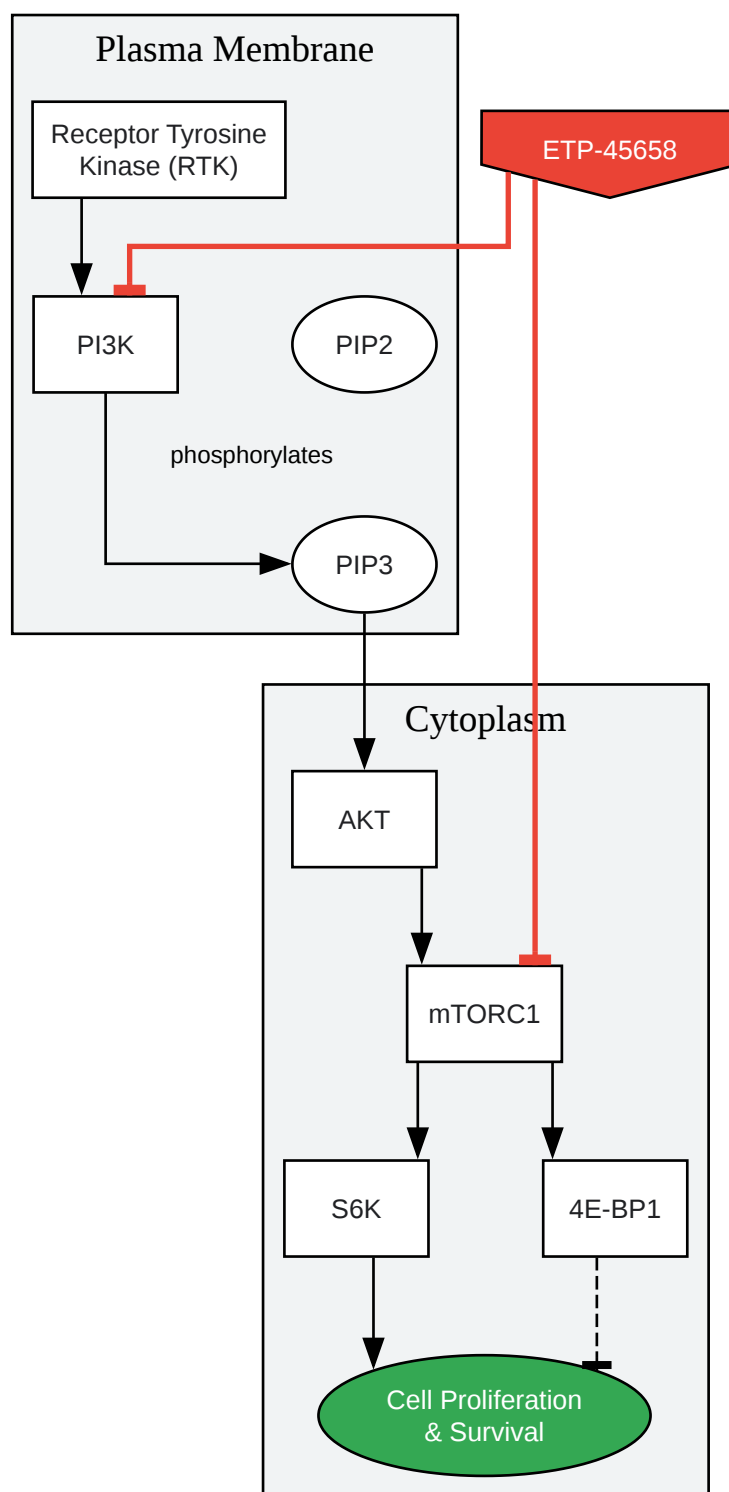 Plasma Membrane
Receptor Tyrosine
Kinase (RTK)
ETP-45658
PI3K
PIP2
phosphorylates
PIP3
Cytoplasm
AKT
mTORC1
S6K
4E-BP1
Cell Proliferation
& Survival